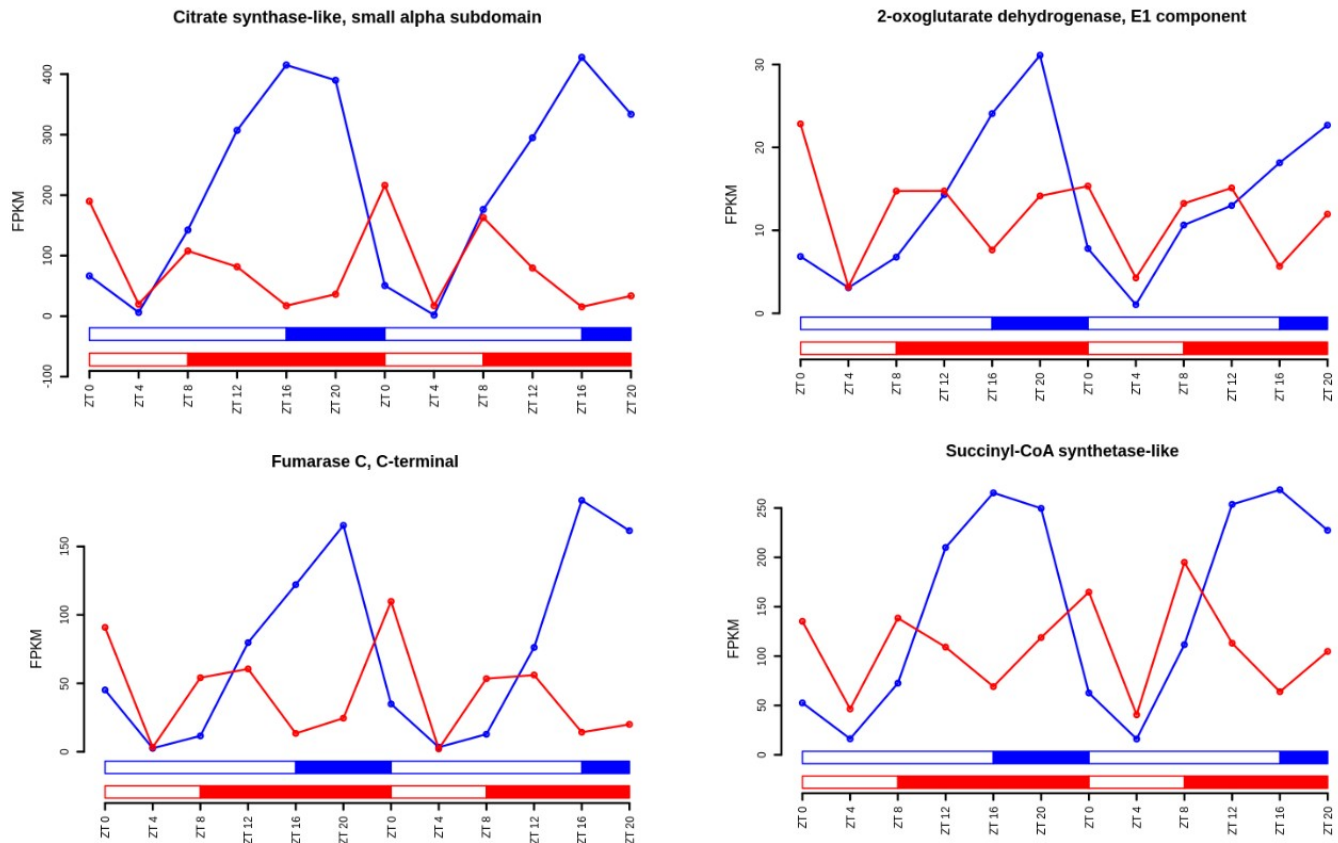 Citrate synthase-like, small alpha subdomain
FPKM
400
300
200
100
0
-100
ZT 0
ZT 4
ZT 8
ZT 12
ZT 16
ZT 20
ZT 0
ZT 4
ZT 8
ZT 12
ZT 16
ZT 20
2-oxoglutarate dehydrogenase, E1 component
FPKM
30
20
10
0
ZT 0
ZT 4
ZT 8
ZT 12
ZT 16
ZT 20
ZT 0
ZT 4
ZT 8
ZT 12
ZT 16
ZT 20
Fumarase C, C-terminal
FPKM
150
100
50
0
ZT 0
ZT 4
ZT 8
ZT 12
ZT 16
ZT 20
ZT 0
ZT 4
ZT 8
ZT 12
ZT 16
ZT 20
Succinyl-CoA synthetase-like
FPKM
250
200
150
100
50
0
ZT 0
ZT 4
ZT 8
ZT 12
ZT 16
ZT 20
ZT 0
ZT 4
ZT 8
ZT 12
ZT 16
ZT 20